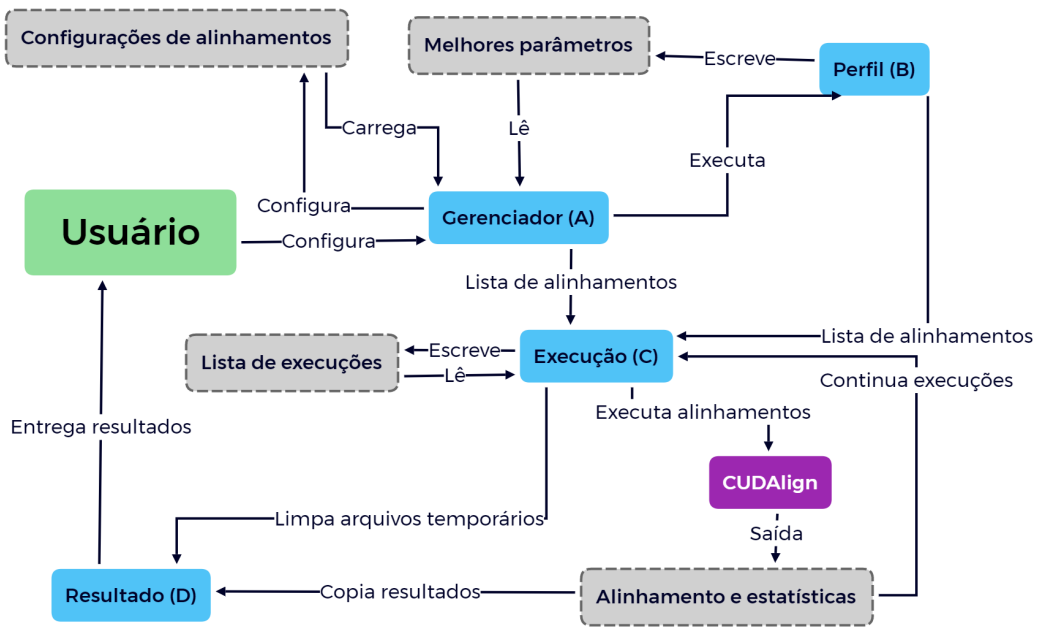 Configurações de alinhamentos
Melhores parâmetros
Escreve
Perfil (B)
Carrega
Lê
Executa
Configura
Gerenciador (A)
Usuário
Configura
Lista de alinhamentos
Lista de execuções
Escreve
Lê
Execução (C)
Lista de alinhamentos
Continua execuções
Executa alinhamentos
Entrega resultados
CUDAlign
Limpa arquivos temporários
Saída
Resultado (D)
Copia resultados
Alinhamento e estatísticas